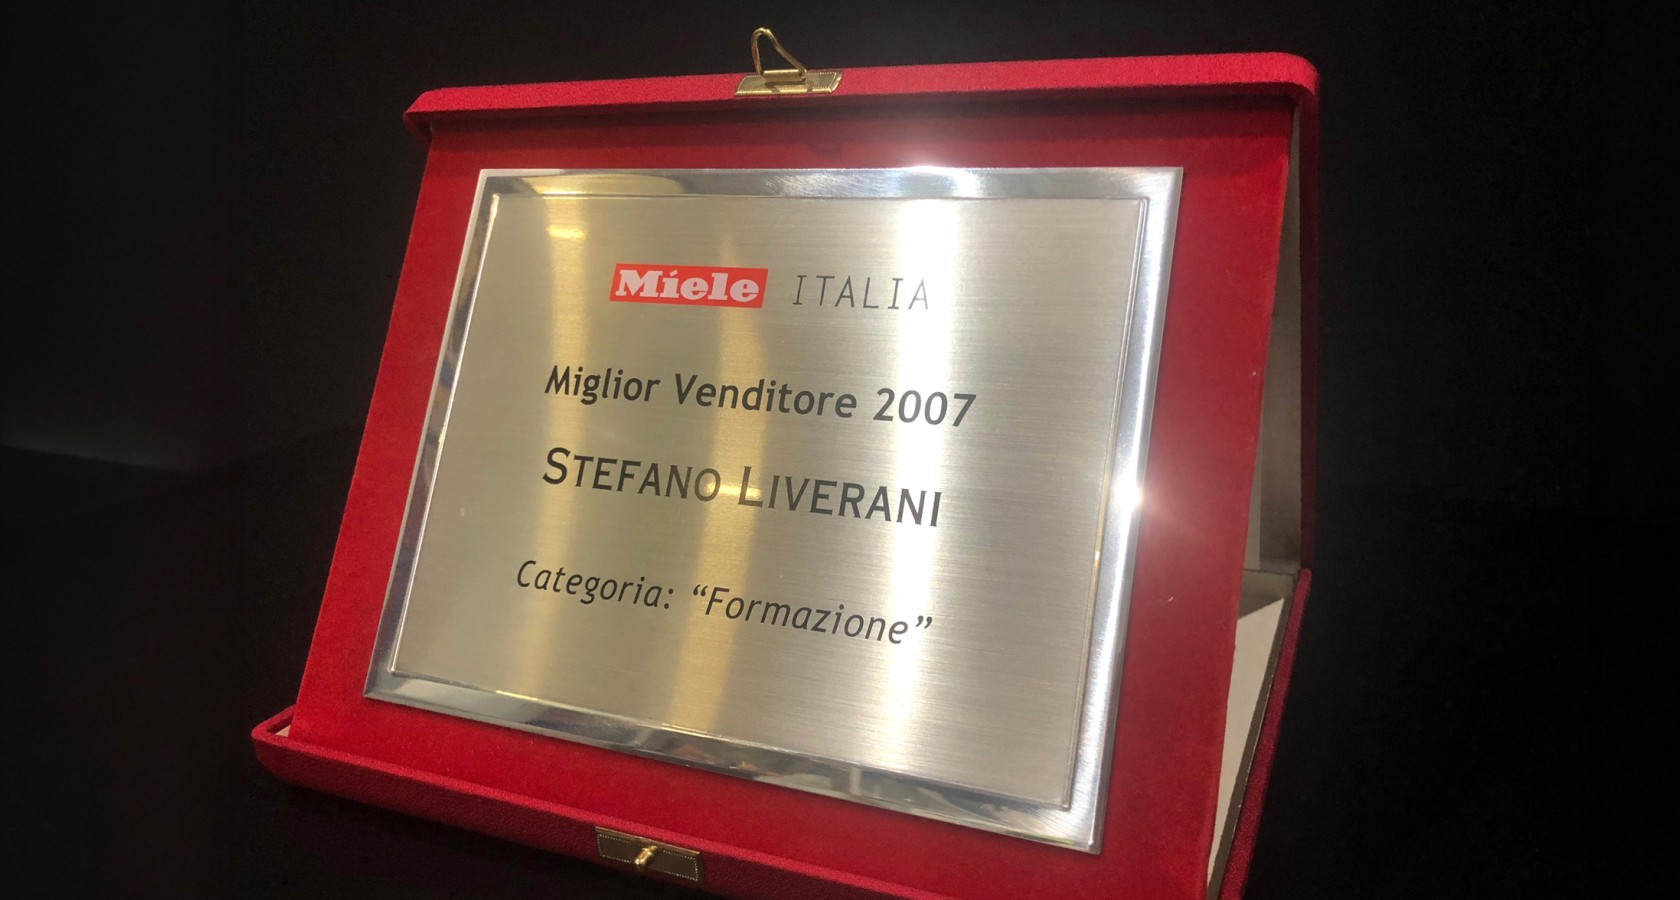 Miele ITALIA
Miglior Venditore 2007
STEFANO LIVERANI
Categoria: “Formazione”